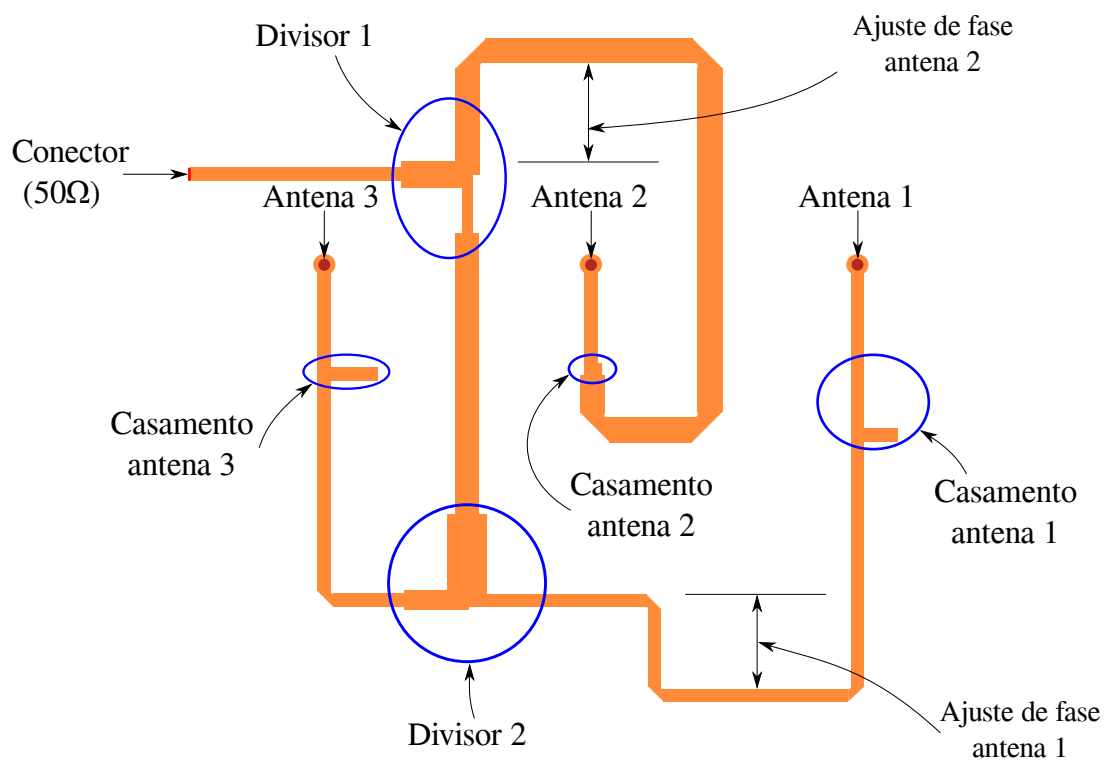 Divisor 1
Ajuste de fase
antena 2
Conector
(50Ω)
Antena 3
Antena 2
Antena 1
Casamento
antena 3
Casamento
antena 2
Casamento
antena 1
Divisor 2
Ajuste de fase
antena 1